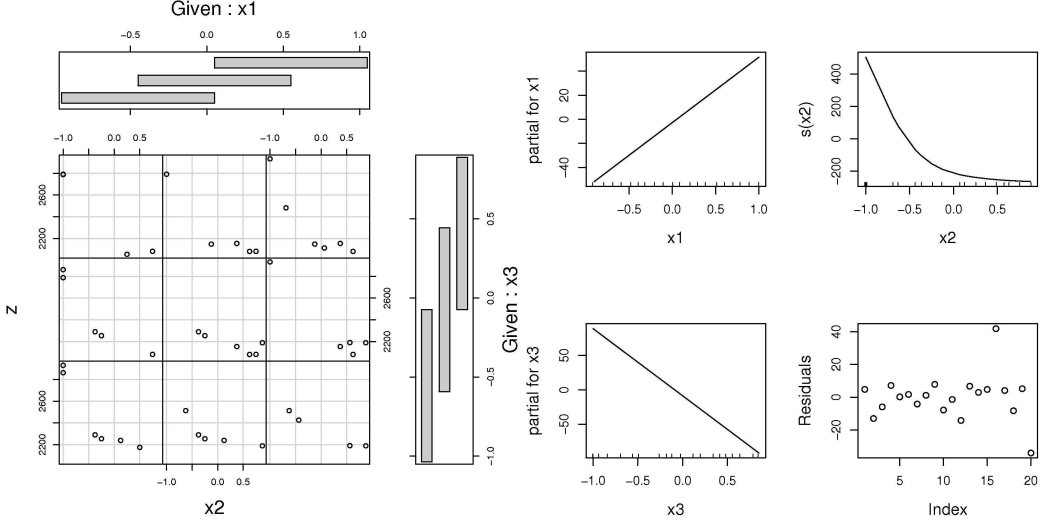 Given : x1
−0.5 0.0 0.5 1.0
−1.0 0.0 0.5 −1.0 0.0 0.5
2200 2600
2200 2600
2200 2600
z
−1.0 0.0 0.5
x2
−1.0 −0.5 0.0 0.5
Given : x3
partial for x1
−40 0 20
−0.5 0.0 0.5 1.0
x1
s(x2)
−200 0 200 400
−1.0 −0.5 0.0 0.5
x2
partial for x3
−50 0 50
−1.0 −0.5 0.0 0.5
x3
Residuals
−20 0 20 40
5 10 15 20
Index